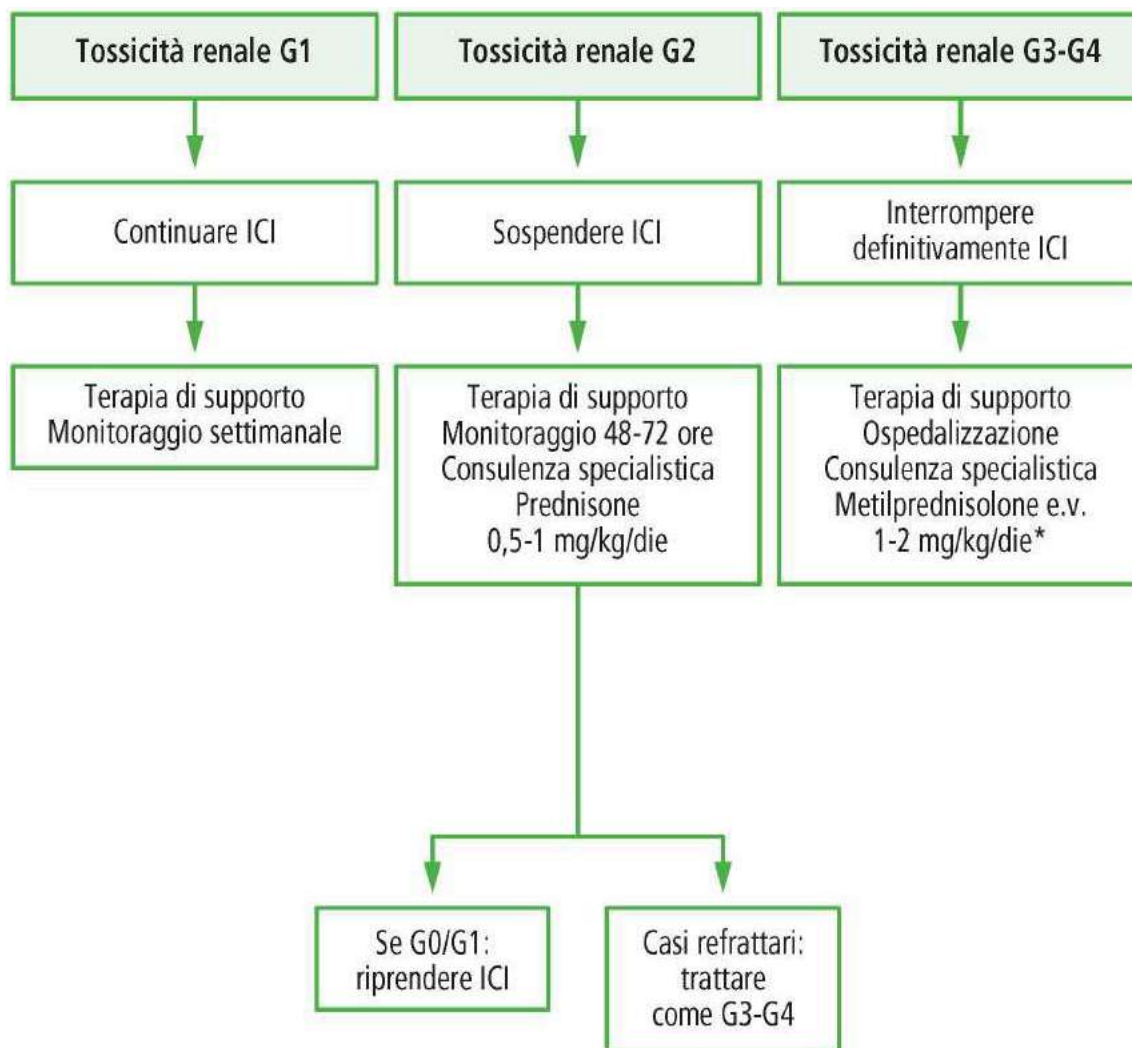 Tossicità renale G1
Tossicità renale G2
Tossicità renale G3-G4
Continuare ICI
Sospendere ICI
Interrompere
definitivamente ICI
Terapia di supporto
Monitoraggio settimanale
Terapia di supporto
Monitoraggio 48-72 ore
Consulenza specialistica
Prednisone
0,5-1 mg/kg/die
Terapia di supporto
Ospedalizzazione
Consulenza specialistica
Metilprednisolone e.v.
1-2 mg/kg/die*
Se G0/G1:
riprendere ICI
Casi refrattari:
trattare
come G3-G4